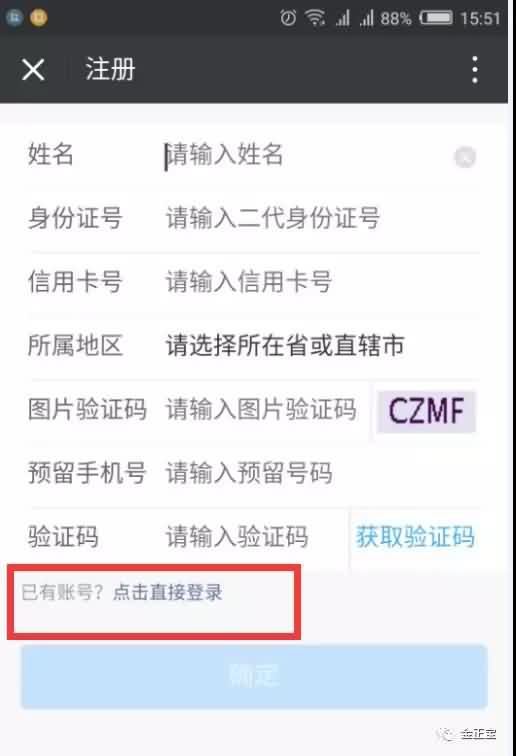 88% 15:51
注册
姓名 请输入姓名
身份证号 请输入二代身份证号
信用卡号 请输入信用卡号
所属地区 请选择所在省或直辖市
图片验证码 请输入图片验证码 CZMF
预留手机号 请输入预留号码
验证码 请输入验证码 获取验证码
已有账号？点击直接登录
确定
金正宝